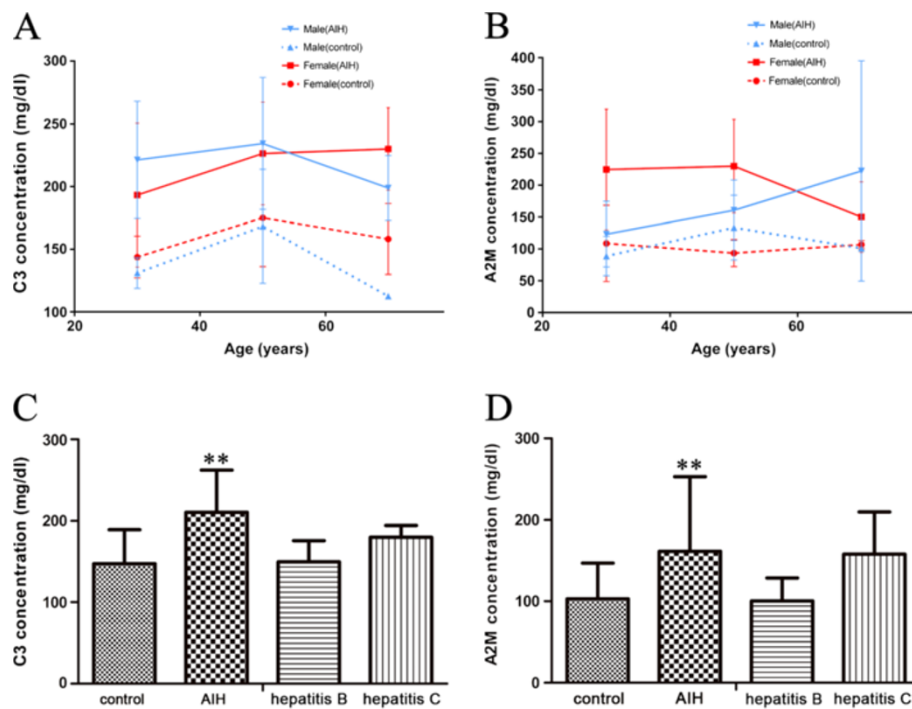 A
Male(AIH)
Male(control)
Female(AIH)
Female(control)
C3 concentration (mg/dl)
300
250
200
150
100
20
40
60
Age (years)
B
Male(AIH)
Male(control)
Female(AIH)
Female(control)
A2M concentration (mg/dl)
400
350
300
250
200
150
100
50
0
20
40
60
Age (years)
C
C3 concentration (mg/dl)
300
200
100
0
**
control
AIH
hepatitis B
hepatitis C
D
A2M concentration (mg/dl)
300
200
100
0
**
control
AIH
hepatitis B
hepatitis C